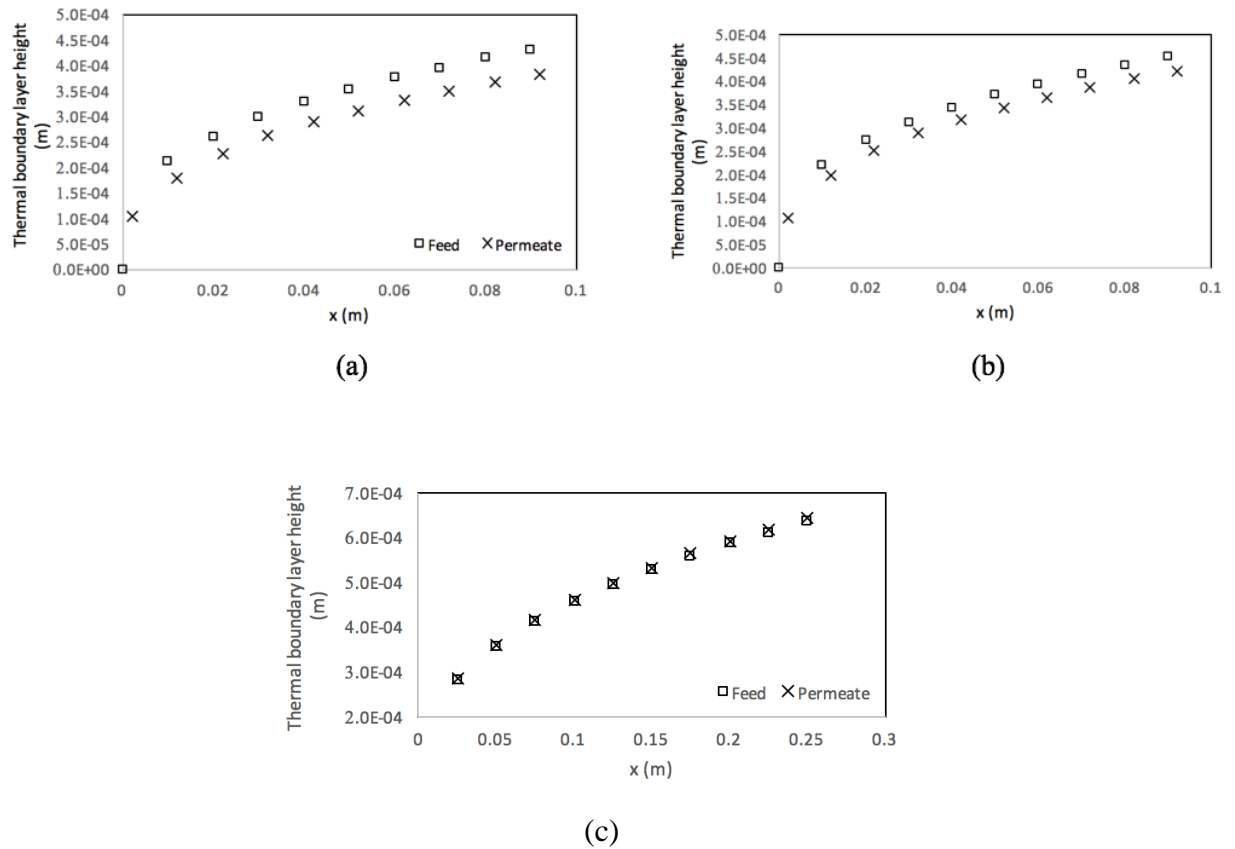 Thermal boundary layer height
(m)
5.0E-04
4.5E-04
4.0E-04
3.5E-04
3.0E-04
2.5E-04
2.0E-04
1.5E-04
1.0E-04
5.0E-05
0.0E+00
0 0.02 0.04 0.06 0.08 0.1
x (m)
Feed Permeate
(a)
Thermal boundary layer height
(m)
5.0E-04
4.5E-04
4.0E-04
3.5E-04
3.0E-04
2.5E-04
2.0E-04
1.5E-04
1.0E-04
5.0E-05
0.0E+00
0 0.02 0.04 0.06 0.08 0.1
x (m)
(b)
Thermal boundary layer height
(m)
7.0E-04
6.0E-04
5.0E-04
4.0E-04
3.0E-04
2.0E-04
0 0.05 0.1 0.15 0.2 0.25 0.3
x (m)
Feed Permeate
(c)